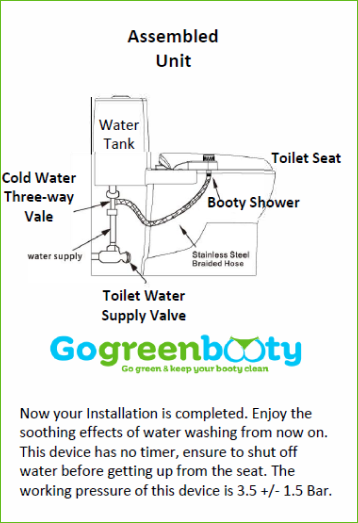 Assembled
Unit
Water
Tank
Toilet Seat
Cold Water
Three-way
Vale
Booty Shower
water supply
Stainless Steel
Braided Hose
Toilet Water
Supply Valve
Gogreenbooty
Go green & keep your booty clean
Now your Installation is completed. Enjoy the
soothing effects of water washing from now on.
This device has no timer, ensure to shut off
water before getting up from the seat. The
working pressure of this device is 3.5 +/- 1.5 Bar.